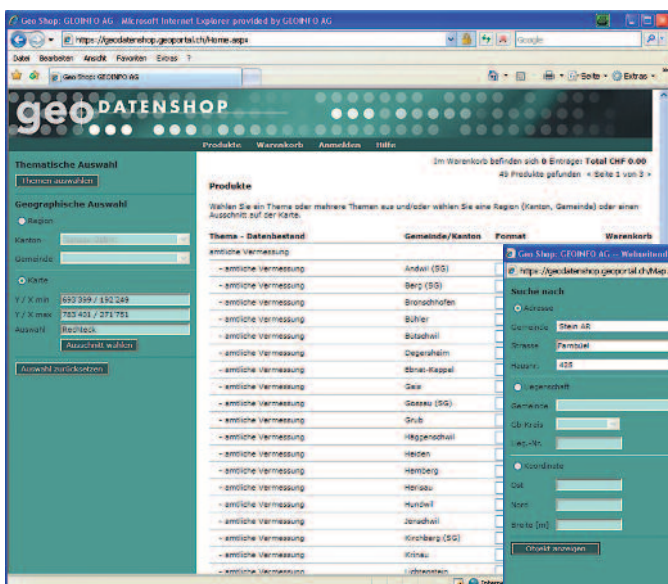 Geo Shop: GEOINFO AG - Microsoft Internet Explorer provided by GEOINFO AG
https://geodatenshop.geoportal.ch/Home.aspx
Google
Datei Bearbeiten Ansicht Favoriten Extras ?
Geo Shop: GEOINFO AG
Seite Extras
geo DATENSHOP
Produkte Warenkorb Anmelden Hilfe
Im Warenkorb befinden sich 0 Einträge: Total CHF 0.00
49 Produkte gefunden < Seite 1 von 3 >
Thematische Auswahl
Themen auswählen
Geographische Auswahl
Region
Kanton
Gemeinde
Karte
Y / X min 693 399 / 192 249
Y / X max 783 401 / 271 751
Auswahl Rechteck
Ausschnitt wählen
Auswahl zurücksetzen
Produkte
Wählen Sie ein Thema oder mehrere Themen aus und/oder wählen Sie eine Region (Kanton, Gemeinde) oder einen
Ausschnitt auf der Karte.
Thema - Datenbestand Gemeinde/Kanton Format Warenkorb
amtliche Vermessung
- amtliche Vermessung Andwil (SG)
- amtliche Vermessung Berg (SG)
- amtliche Vermessung Bronschhofen
- amtliche Vermessung Bühler
- amtliche Vermessung Bütschwil
- amtliche Vermessung Degersheim
- amtliche Vermessung Ebnat-Kappel
- amtliche Vermessung Gais
- amtliche Vermessung Gossau (SG)
- amtliche Vermessung Grub
- amtliche Vermessung Häggenschwil
- amtliche Vermessung Heiden
- amtliche Vermessung Hemberg
- amtliche Vermessung Herisau
- amtliche Vermessung Hundwil
- amtliche Vermessung Jonschwil
- amtliche Vermessung Kirchberg (SG)
- amtliche Vermessung Krinau
- amtliche Vermessung Lichtensteig
Geo Shop: GEOINFO AG -- Webseitend
https://geodatenshop.geoportal.ch/Map
Suche nach
Adresse
Gemeinde Stein AR
Strasse
Hausnr. 425
Liegenschaft
Gemeinde
Gb-Kreis
Lieg.-Nr.
Koordinate
Ost
Nord
Breite [m]
Objekt anzeigen